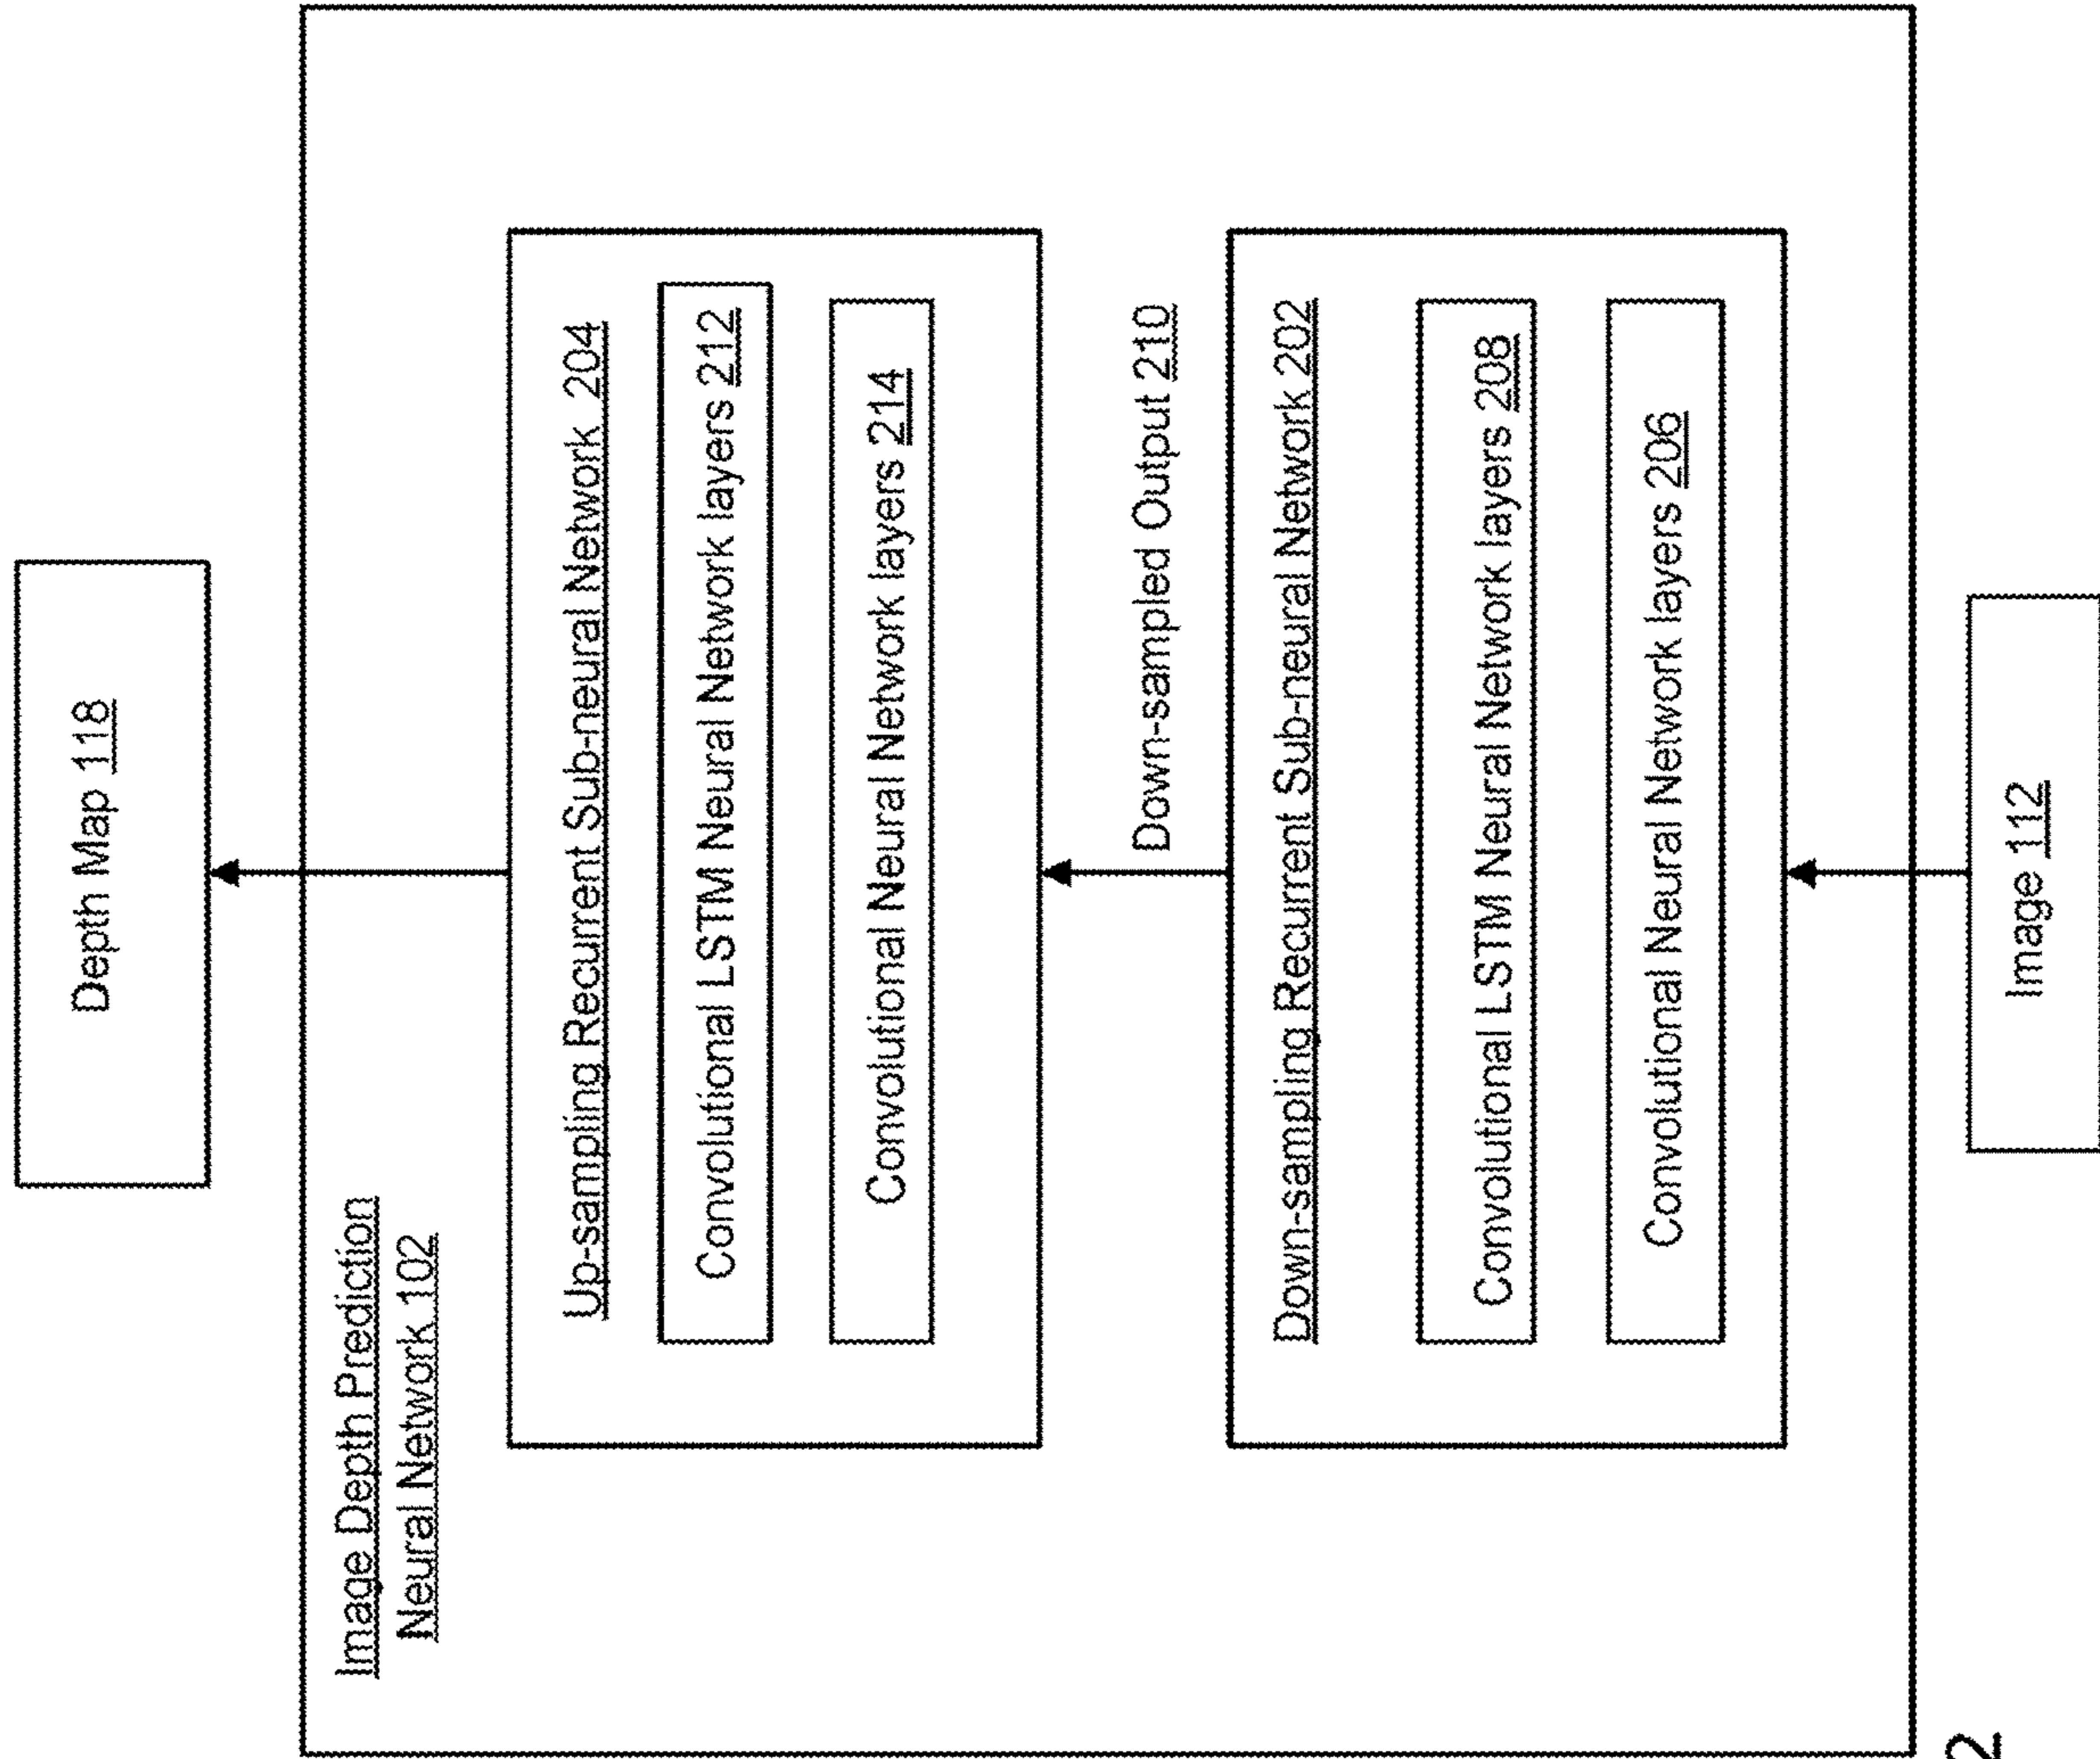 Depth Map 118
Image Depth Prediction
Neural Network 102
Up-sampling Recurrent Sub-neural Network 204
Convolutional LSTM Neural Network layers 212
Convolutional Neural Network layers 214
Down-sampled Output 210
Down-sampling Recurrent Sub-neural Network 202
Convolutional LSTM Neural Network layers 208
Convolutional Neural Network layers 206
Image 112
2